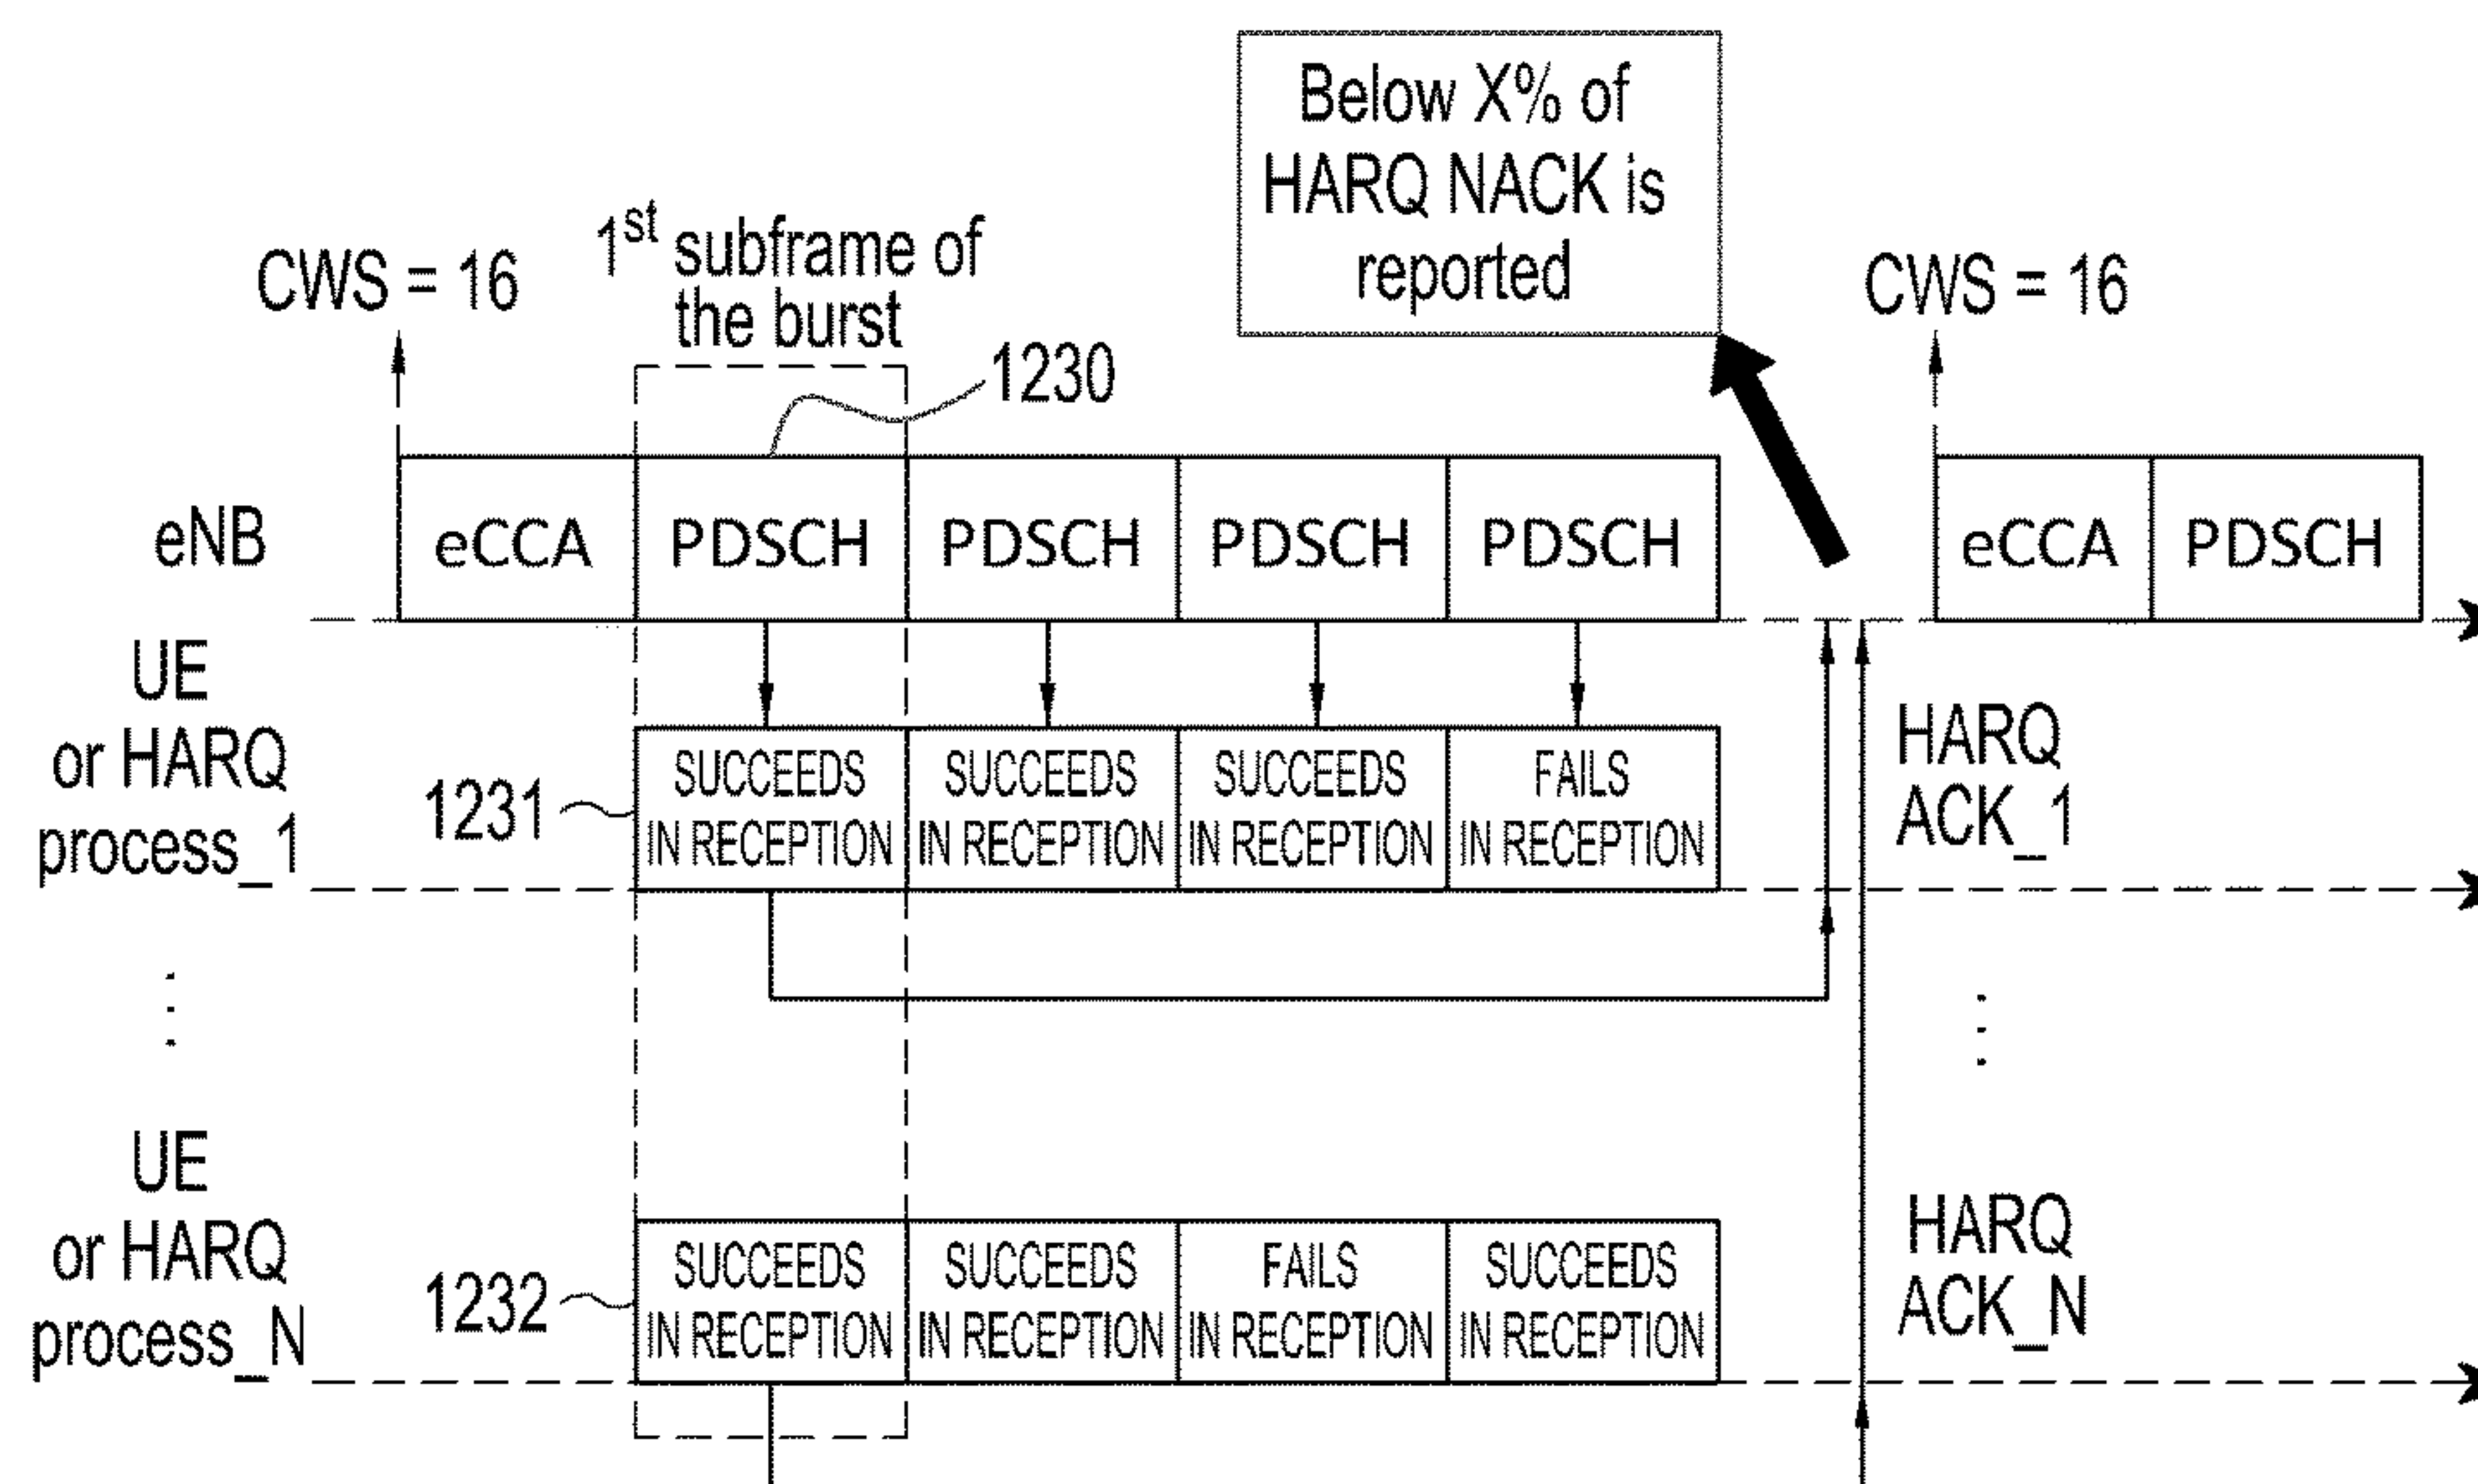 Below X% of
HARQ NACK is
reported
CWS = 16
1st subframe of
the burst
CWS = 16
1230
eNB
eCCA
PDSCH
PDSCH
PDSCH
PDSCH
eCCA
PDSCH
UE
or HARQ
process_1
1231
SUCCEEDS
IN RECEPTION
SUCCEEDS
IN RECEPTION
SUCCEEDS
IN RECEPTION
FAILS
IN RECEPTION
HARQ
ACK_1
UE
or HARQ
process_N
1232
SUCCEEDS
IN RECEPTION
SUCCEEDS
IN RECEPTION
FAILS
IN RECEPTION
SUCCEEDS
IN RECEPTION
HARQ
ACK_N